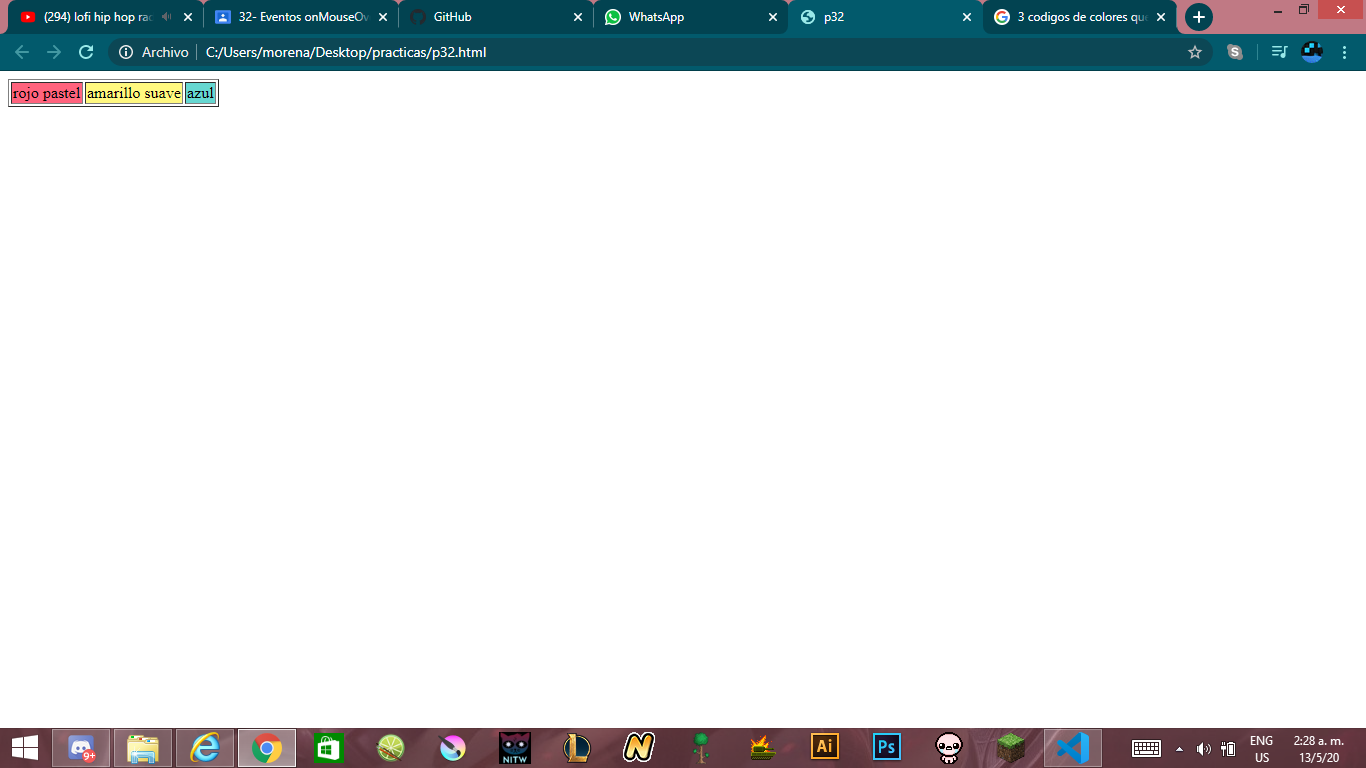 (294) lofi hip hop rad
32- Eventos onMouseOv
GitHub
WhatsApp
p32
3 codigos de colores que
Archivo
C:/Users/morena/Desktop/practicas/p32.html
rojo pastel amarillo suave azul
9+
NITW
L
N
Ai
Ps
ENG
US
2:28 a. m.
13/5/20